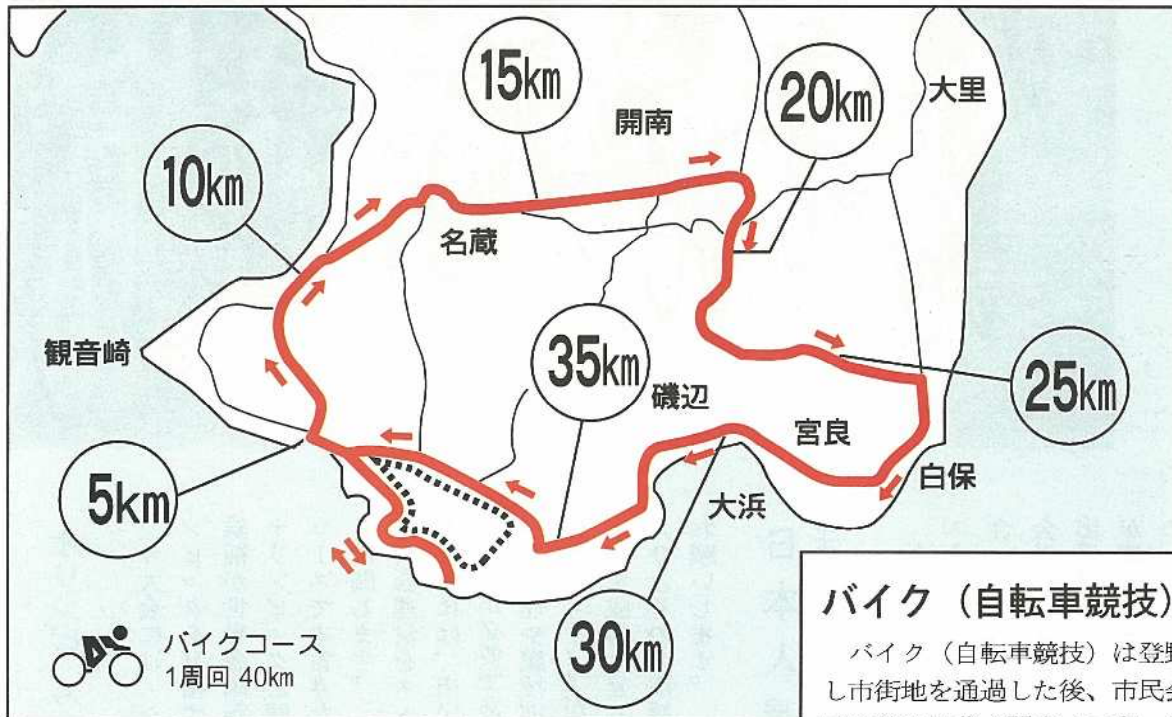 15km
20km
大里
開南
10km
名蔵
観音崎
35km
磯辺
25km
宮良
5km
白保
大浜
30km
バイクコース
1周回 40km
バイク（自転車競技）
バイク（自転車競技）は登野
し市街地を通過した後、市民会